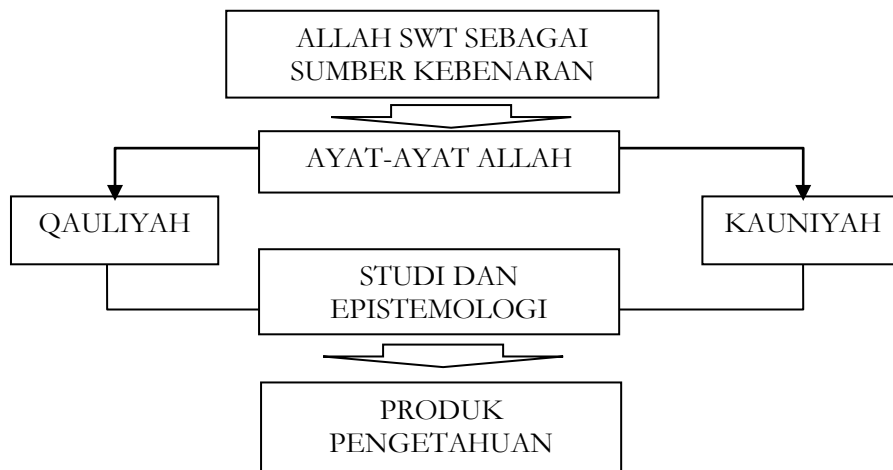 ALLAH SWT SEBAGAI
SUMBER KEBENARAN
AYAT-AYAT ALLAH
QAULIYAH
KAUNIYAH
STUDI DAN
EPISTEMOLOGI
PRODUK
PENGETAHUAN